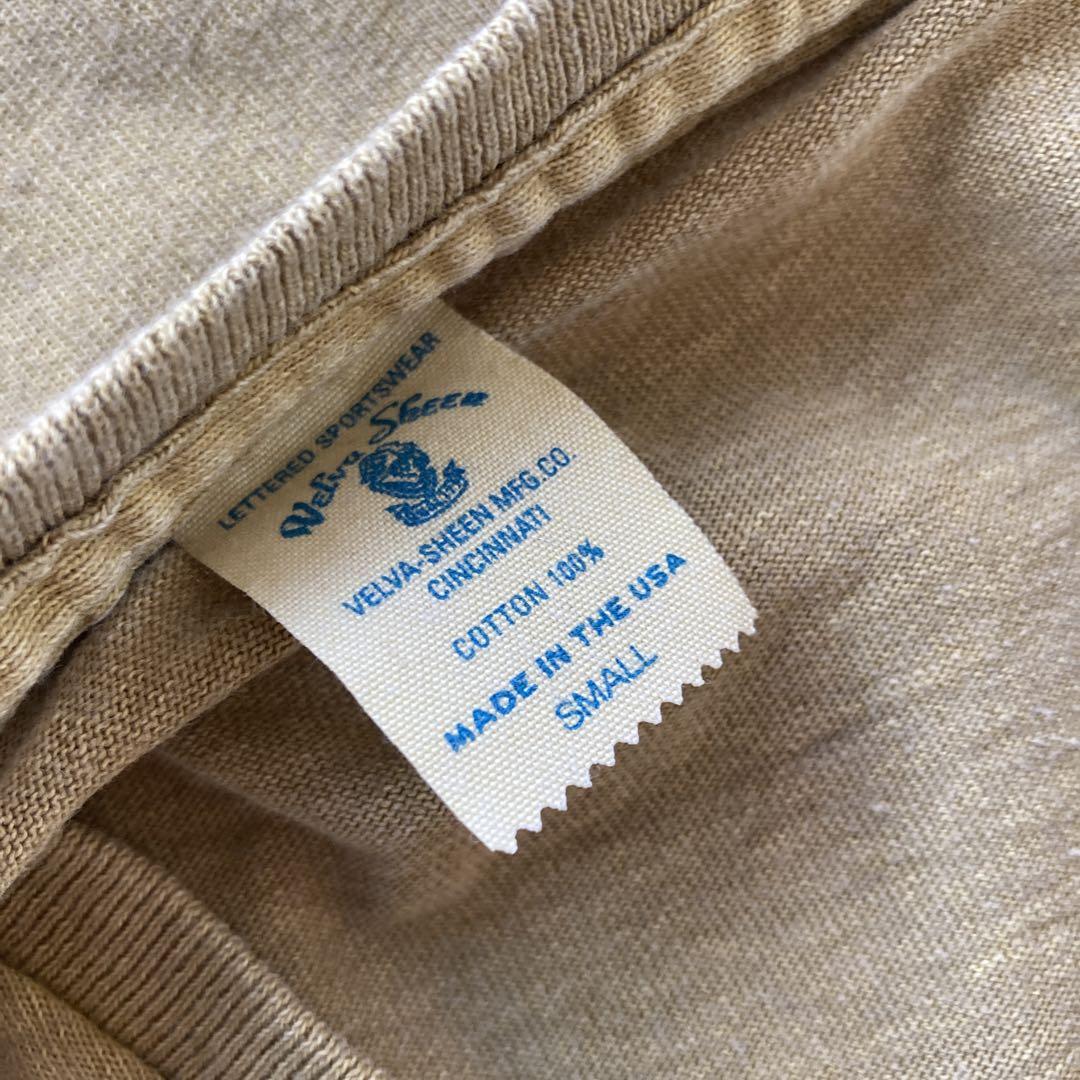 LETTERED SPORTSWEAR
Velva Sheen
VELVA-SHEEN MFG.CO.
CINCINNATI
COTTON 100%
MADE IN THE USA
SMALL